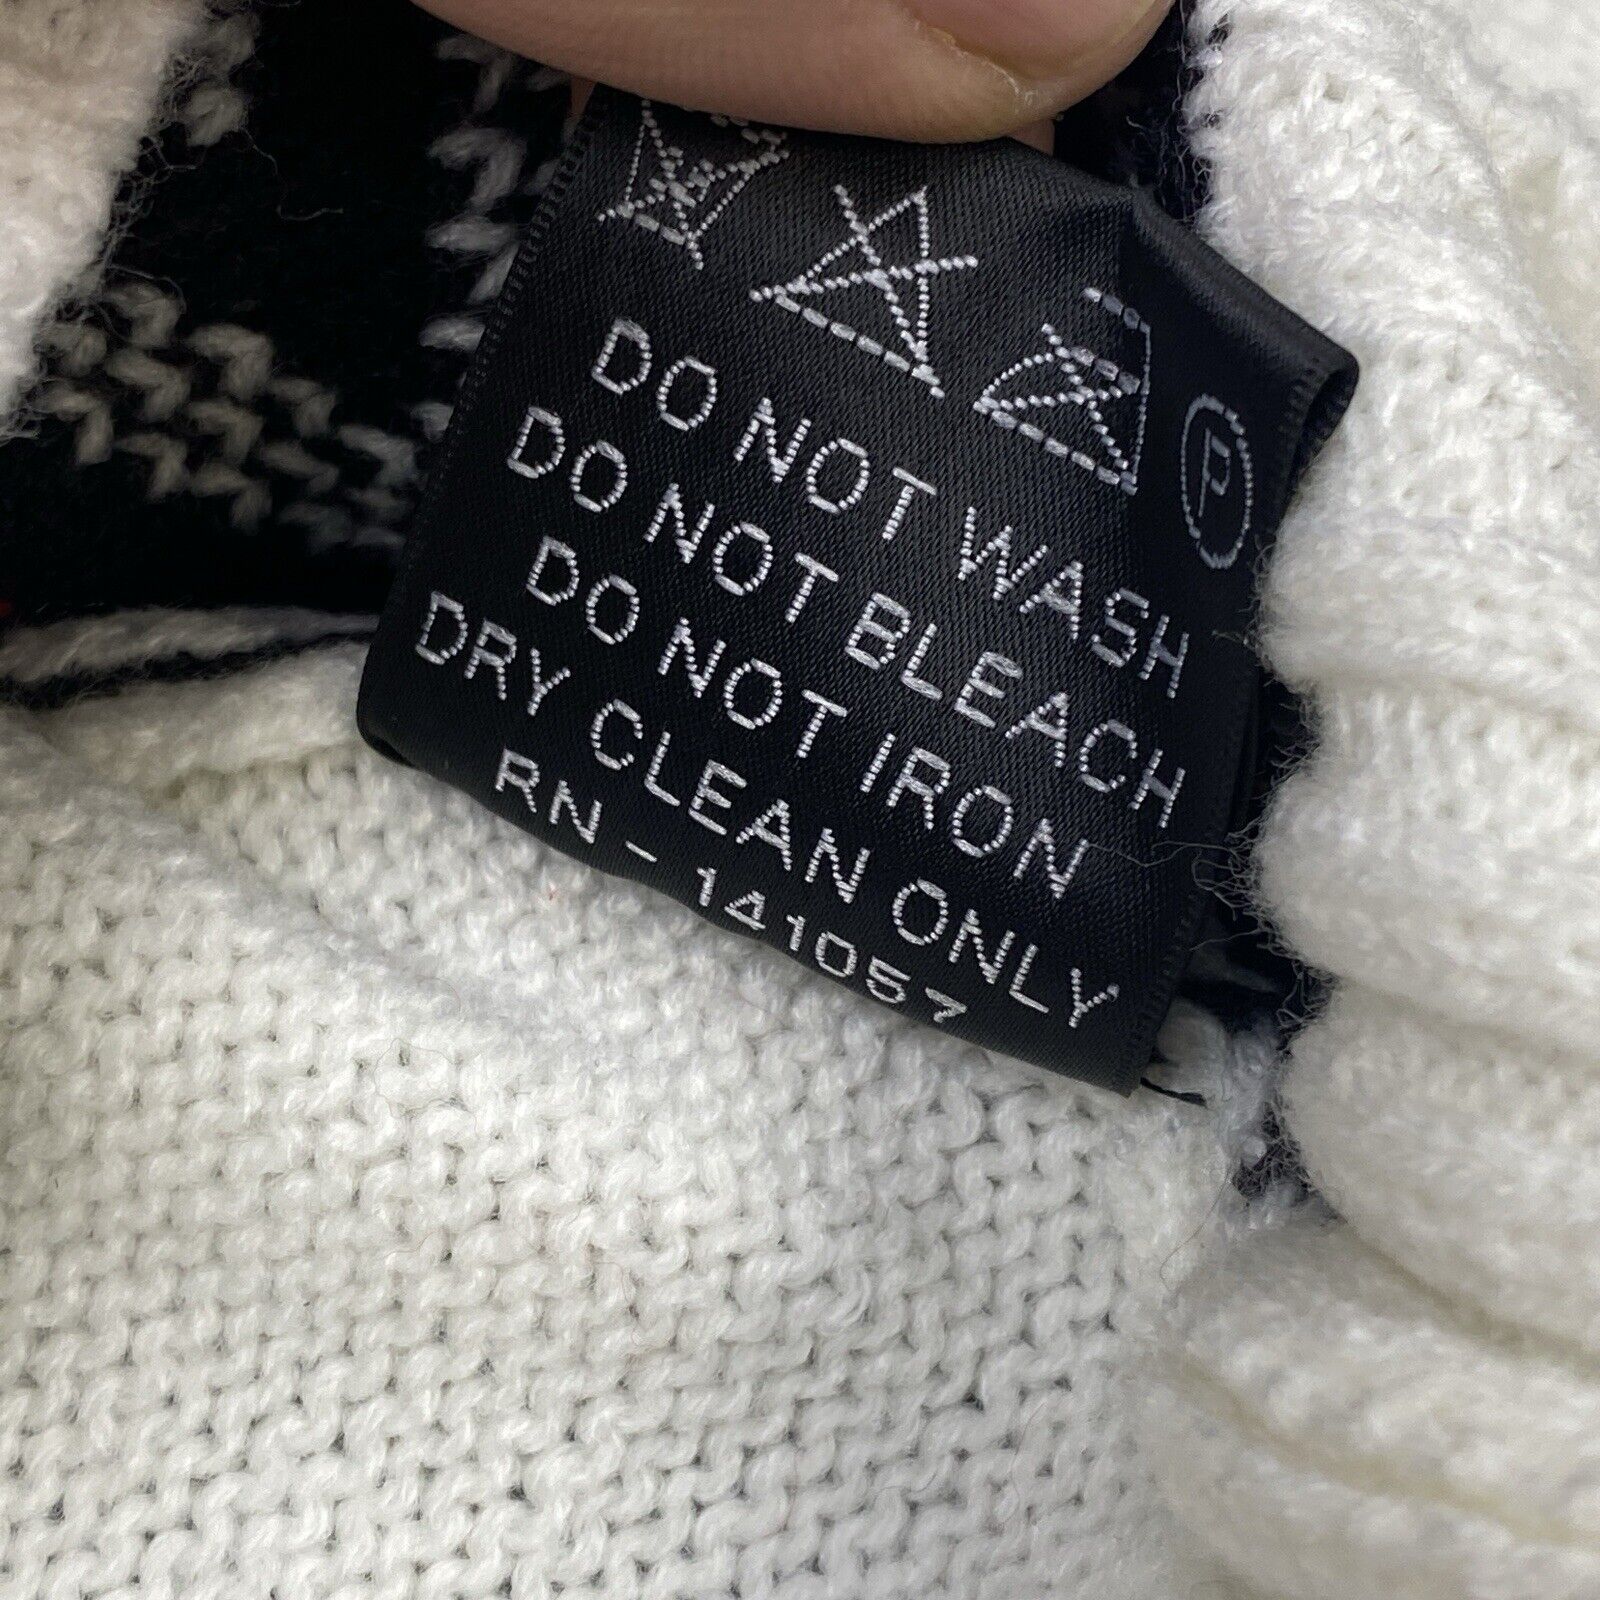 P
DO NOT WASH
DO NOT BLEACH
DO NOT IRON
DRY CLEAN ONLY
RN-141057